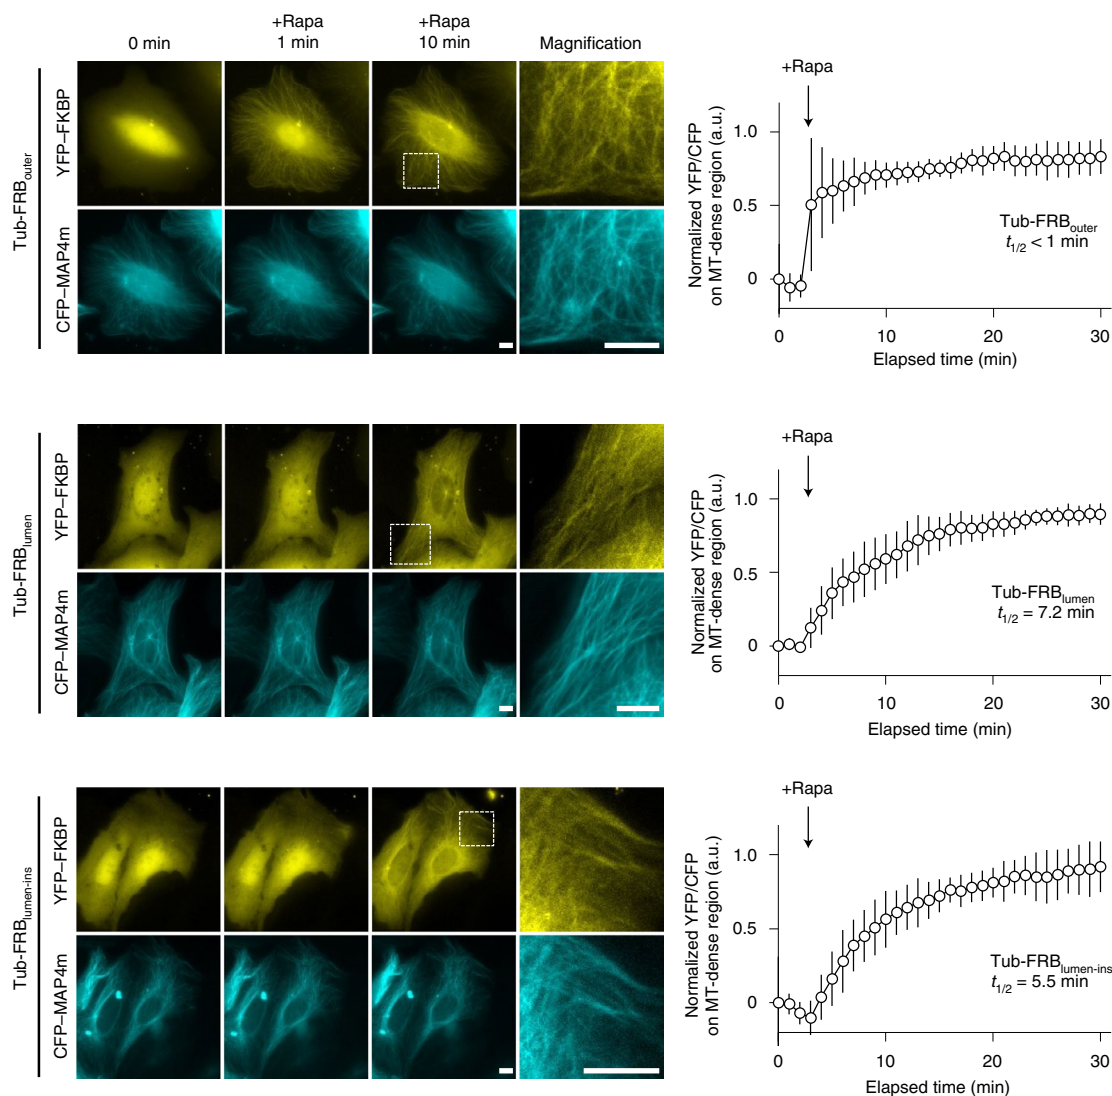 0 min
+Rapa
1 min
+Rapa
10 min
Magnification
Tub-FRBouter
YFP–FKBP
CFP–MAP4m
+Rapa
Normalized YFP/CFP
on MT-dense region (a.u.)
1.0
0.5
0
Tub-FRBouter
t1/2 < 1 min
0 10 20 30
Elapsed time (min)
Tub-FRBlumen
YFP–FKBP
CFP–MAP4m
+Rapa
Normalized YFP/CFP
on MT-dense region (a.u.)
1.0
0.5
0
Tub-FRBlumen
t1/2 = 7.2 min
0 10 20 30
Elapsed time (min)
Tub-FRBlumen-ins
YFP–FKBP
CFP–MAP4m
+Rapa
Normalized YFP/CFP
on MT-dense region (a.u.)
1.0
0.5
0
Tub-FRBlumen-ins
t1/2 = 5.5 min
0 10 20 30
Elapsed time (min)